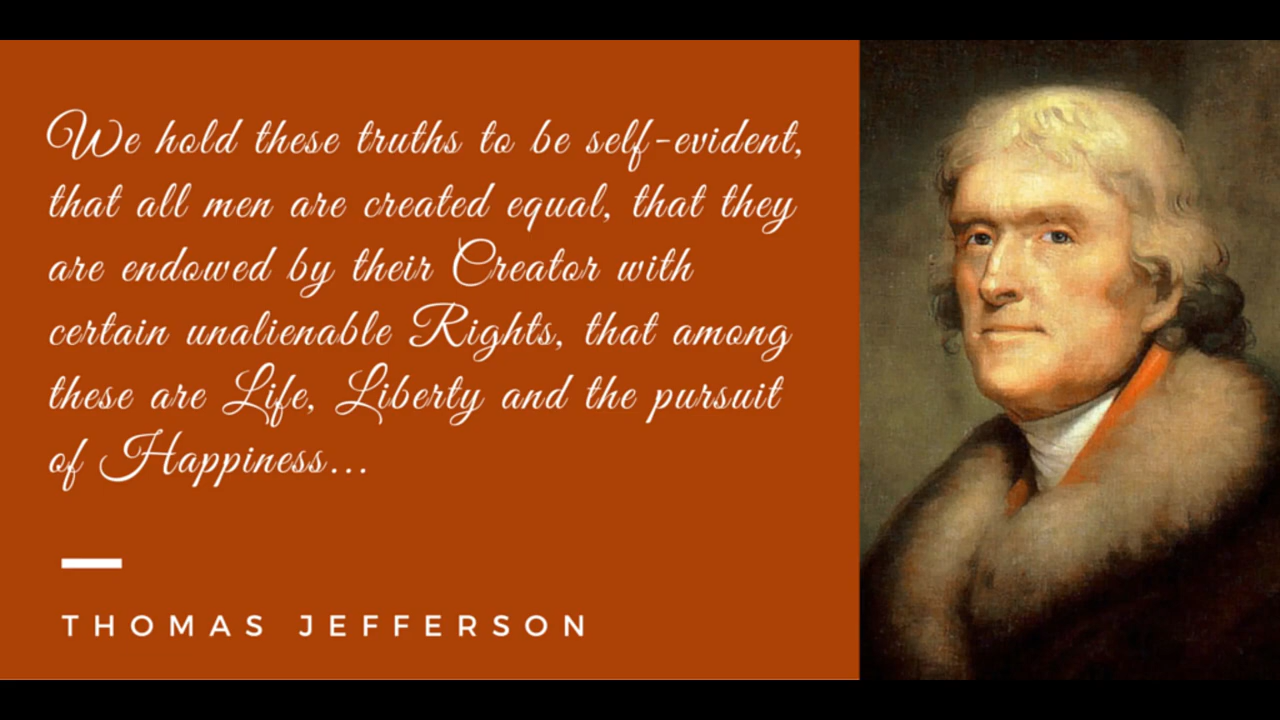 We hold these truths to be self-evident,
that all men are created equal, that they
are endowed by their Creator with
certain unalienable Rights, that among
these are Life, Liberty and the pursuit
of Happiness...
THOMAS JEFFERSON